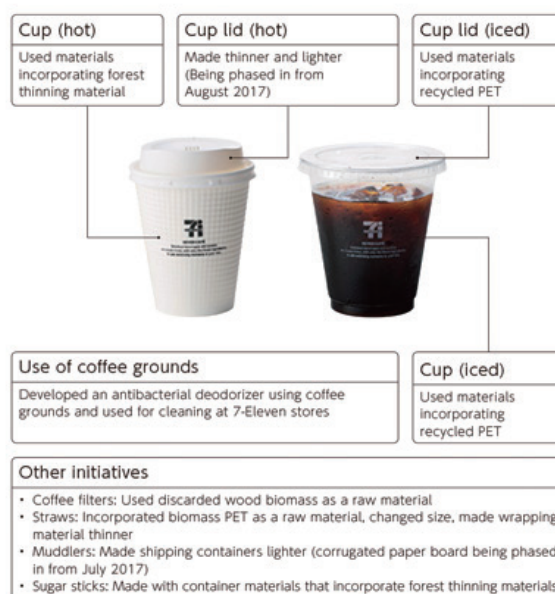 Cup (hot)
Used materials
incorporating forest
thinning material
Cup lid (hot)
Made thinner and lighter
(Being phased in from
August 2017)
Cup lid (iced)
Used materials
incorporating
recycled PET
Use of coffee grounds
Developed an antibacterial deodorizer using coffee
grounds and used for cleaning at 7-Eleven stores
Cup (iced)
Used materials
incorporating
recycled PET
Other initiatives
• Coffee filters: Used discarded wood biomass as a raw material
• Straws: Incorporated biomass PET as a raw material, changed size, made wrapping
material thinner
• Muddlers: Made shipping containers lighter (corrugated paper board being phased
in from July 2017)
• Sugar sticks: Made with container materials that incorporate forest thinning materials